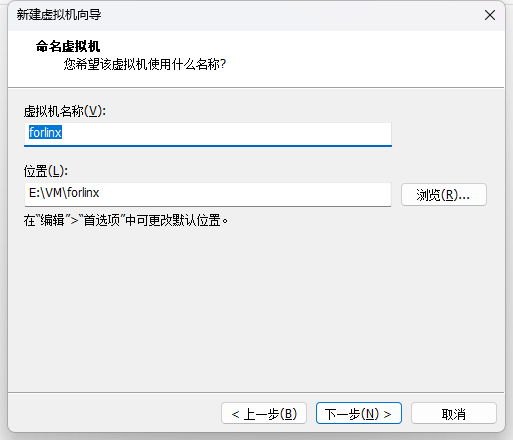 新建虚拟机向导
命名虚拟机
您希望该虚拟机使用什么名称?
虚拟机名称(V):
forlinx
位置(L):
E:\VM\forlinx
浏览(R)...
在“编辑”>“首选项”中可更改默认位置。
< 上一步(B)
下一步(N) >
取消